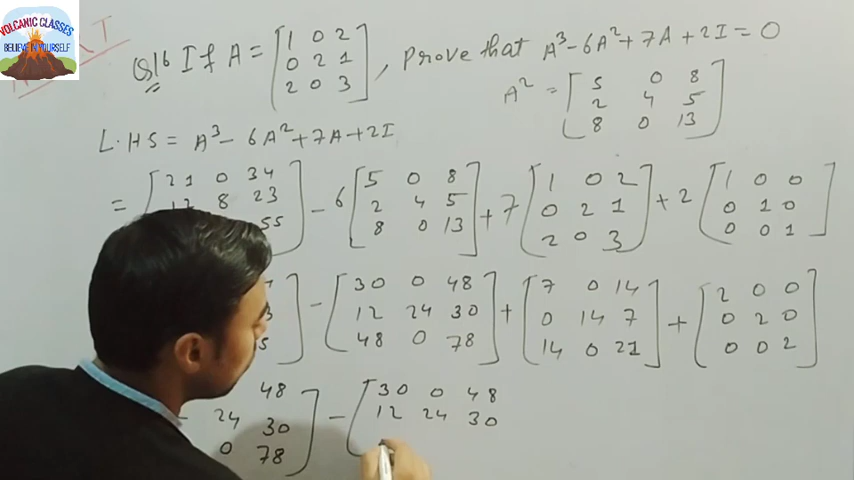 VOLCANIC CLASSES
BELIEVE IN YOURSELF
Q16 If A = [1 0 2
0 2 1
2 0 3], prove that A³ - 6A² + 7A + 2I = 0
A² = [5 0 8
2 4 5
8 0 13]
L.HS = A³ - 6A² + 7A + 2I
= [21 0 34
12 8 23
55] - 6 [5 0 8
2 4 5
8 0 13] + 7 [1 0 2
0 2 1
2 0 3] + 2 [1 0 0
0 1 0
0 0 1]
] - [30 0 48
12 24 30
48 0 78] + [7 0 14
0 14 7
14 0 21] + [2 0 0
0 2 0
0 0 2]
48
24 30
0 78] - [30 0 48
12 24 30